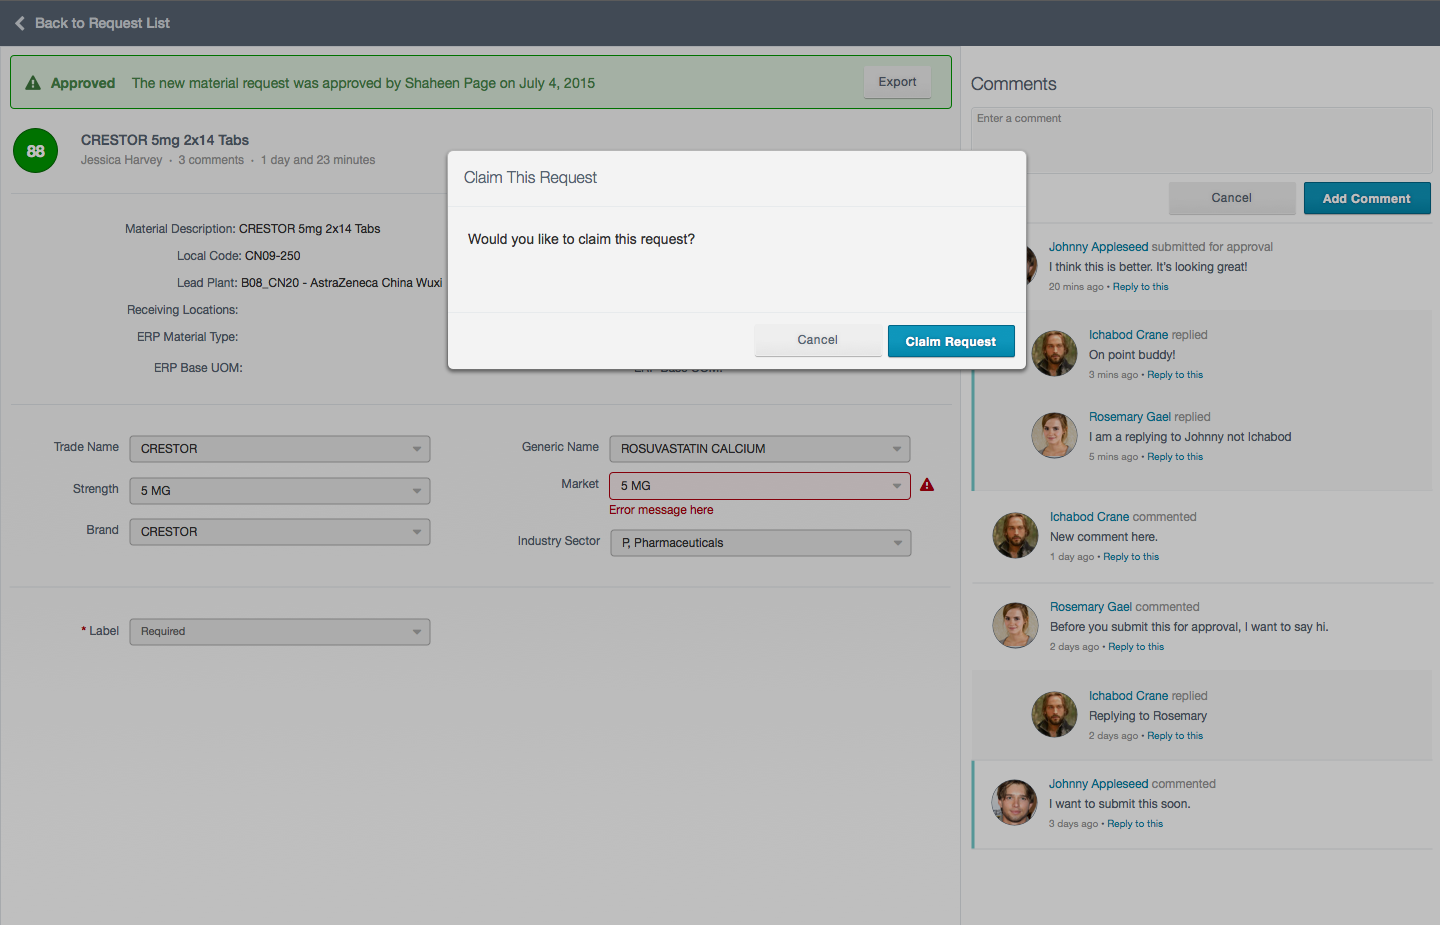 Back to Request List
Approved The new material request was approved by Shaheen Page on July 4, 2015 Export
88
CRESTOR 5mg 2x14 Tabs
Jessica Harvey · 3 comments · 1 day and 23 minutes
Material Description: CRESTOR 5mg 2x14 Tabs
Local Code: CN09-250
Lead Plant: B08_CN20 - AstraZeneca China Wuxi
Receiving Locations:
ERP Material Type:
ERP Base UOM:
Claim This Request
Would you like to claim this request?
Cancel Claim Request
Trade Name CRESTOR
Strength 5 MG
Brand CRESTOR
Generic Name ROSUVASTATIN CALCIUM
Market 5 MG
Error message here
Industry Sector P, Pharmaceuticals
* Label Required
Comments
Enter a comment
Cancel Add Comment
Johnny Appleseed submitted for approval
I think this is better. It's looking great!
20 mins ago • Reply to this
Ichabod Crane replied
On point buddy!
3 mins ago • Reply to this
Rosemary Gael replied
I am a replying to Johnny not Ichabod
5 mins ago • Reply to this
Ichabod Crane commented
New comment here.
1 day ago • Reply to this
Rosemary Gael commented
Before you submit this for approval, I want to say hi.
2 days ago • Reply to this
Ichabod Crane replied
Replying to Rosemary
2 days ago • Reply to this
Johnny Appleseed commented
I want to submit this soon.
3 days ago • Reply to this